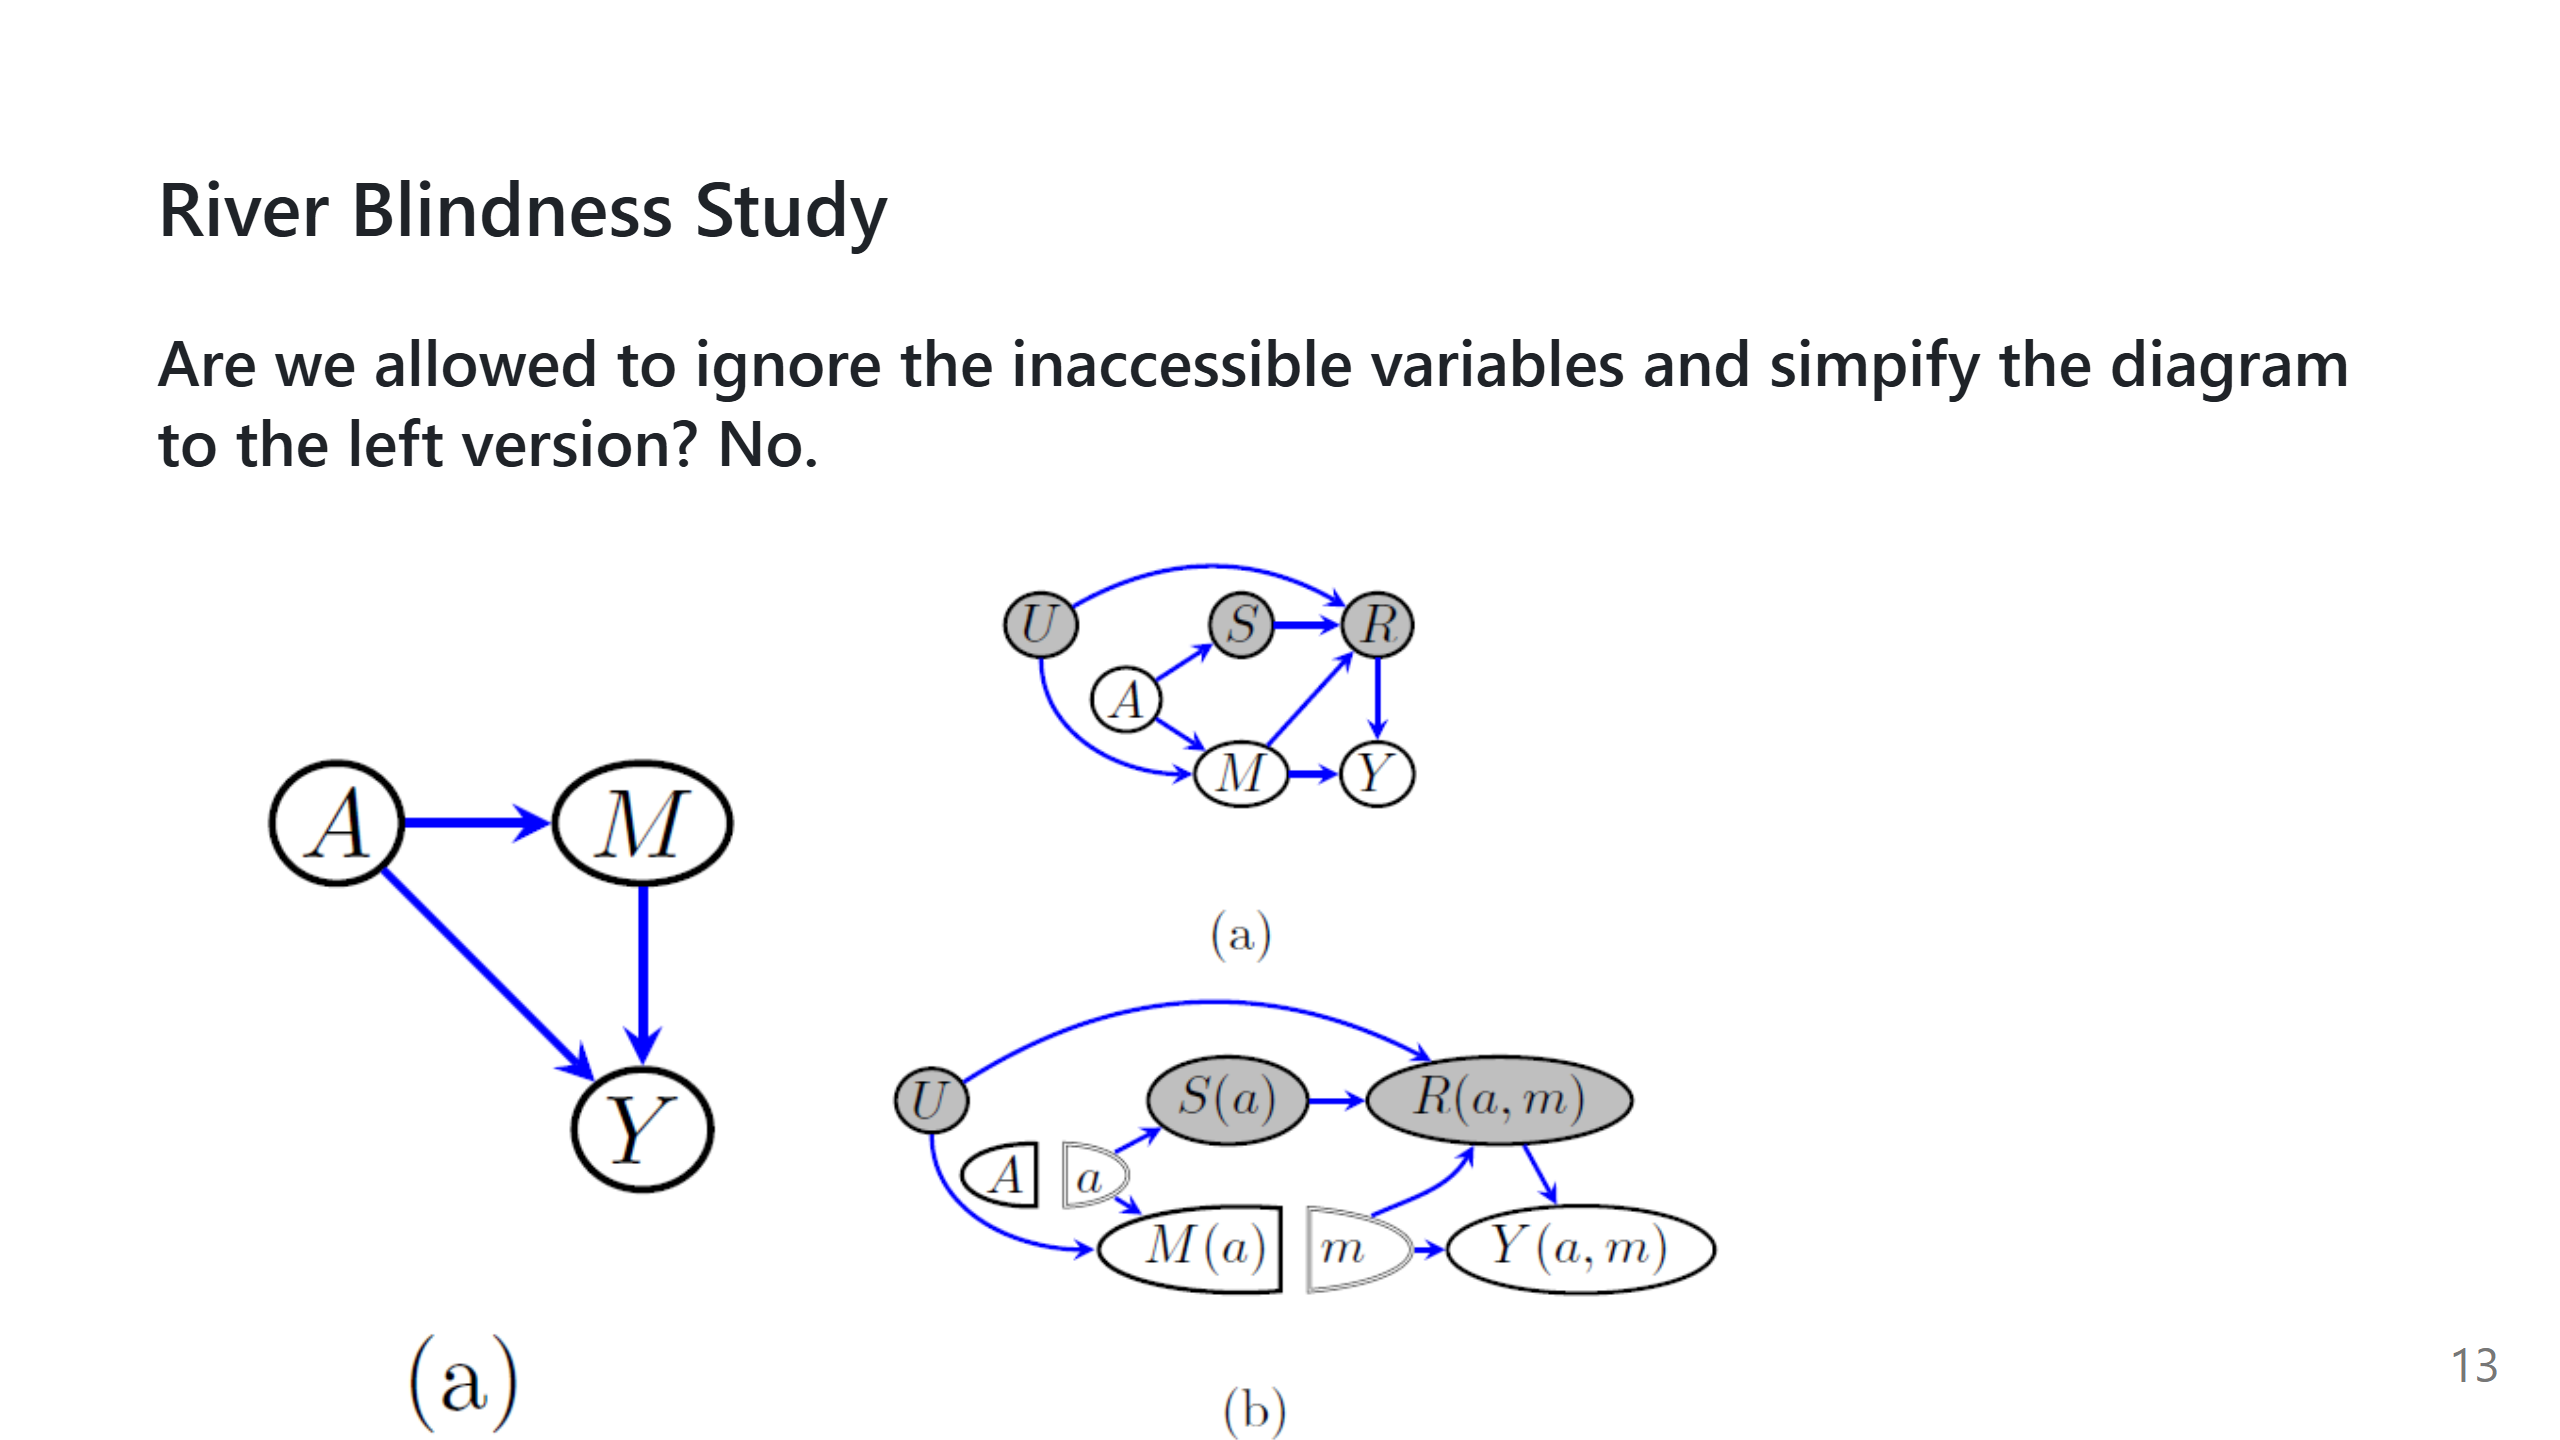 River Blindness Study
Are we allowed to ignore the inaccessible variables and simpify the diagram
to the left version? No.
A
M
Y
(a)
U
S
R
A
M
Y
(a)
U
S(a)
R(a, m)
A
a
M(a)
m
Y(a, m)
(b)
13